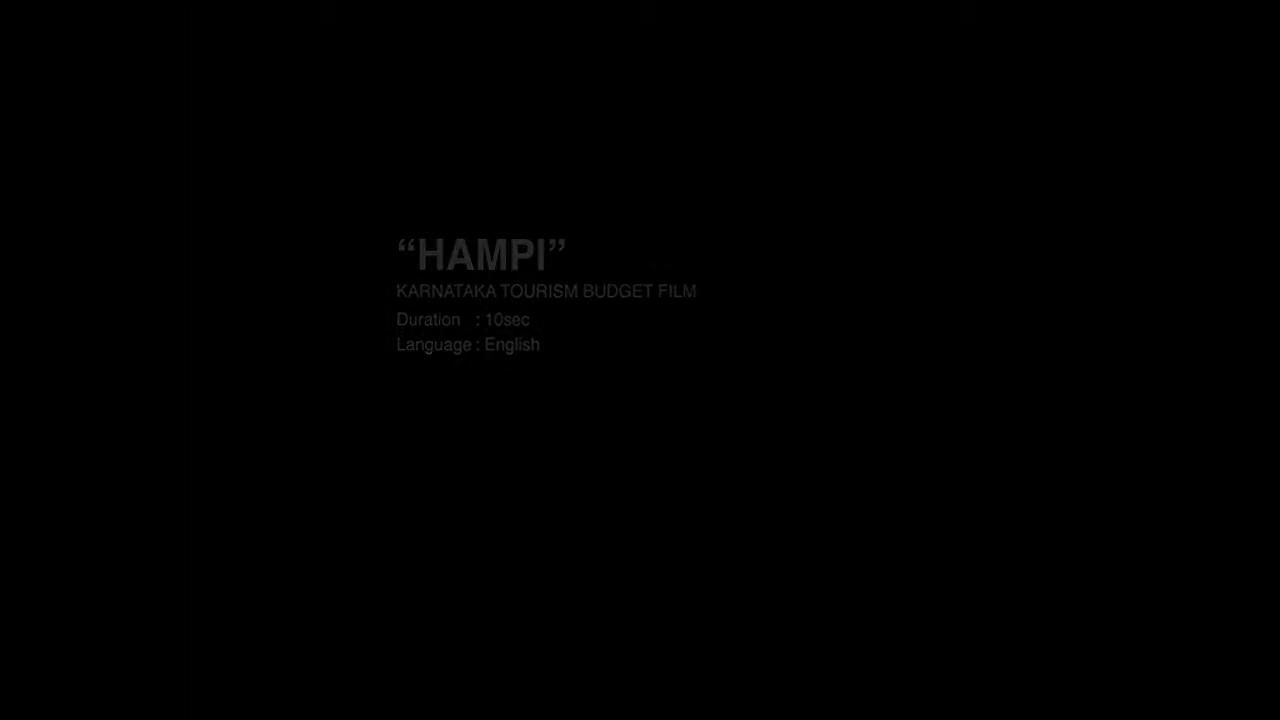 “HAMPI”
KARNATAKA TOURISM BUDGET FILM
Duration : 10sec
Language : English